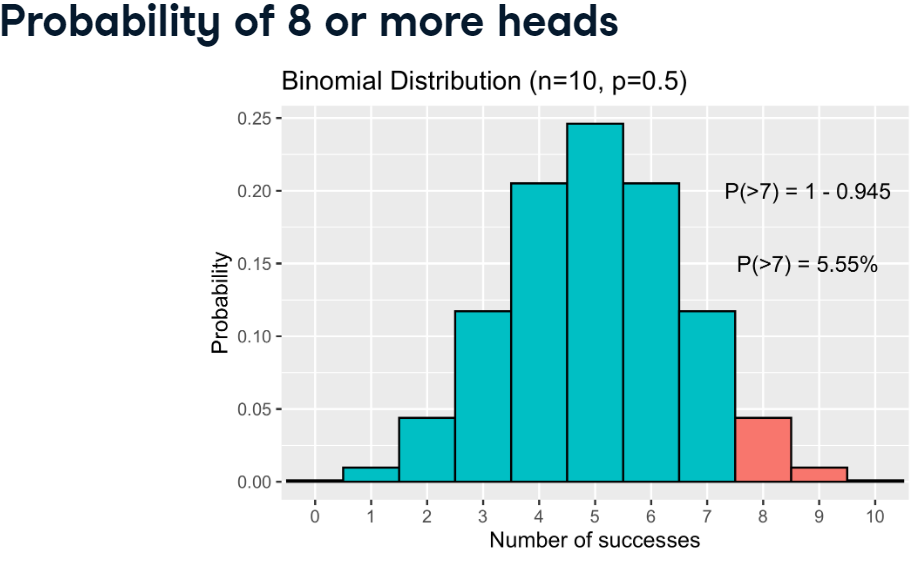 Probability of 8 or more heads
Binomial Distribution (n=10, p=0.5)
0.25
0.20
0.15
0.10
0.05
0.00
Probability
P(>7) = 1 - 0.945
P(>7) = 5.55%
0 1 2 3 4 5 6 7 8 9 10
Number of successes